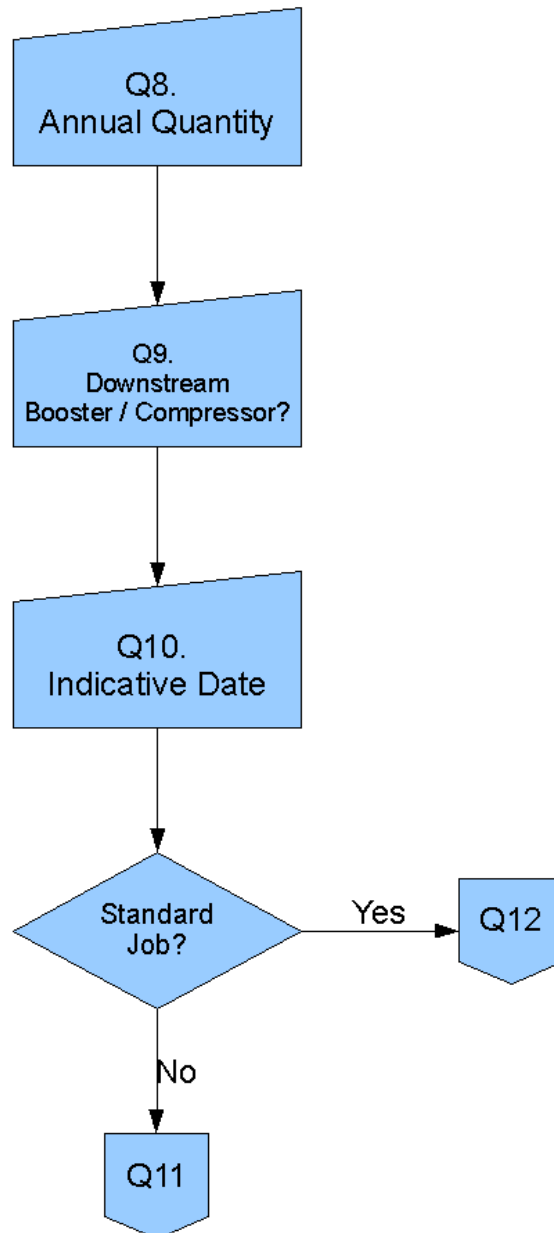 Q8.
Annual Quantity
Q9.
Downstream
Booster / Compressor?
Q10.
Indicative Date
Standard
Job?
Yes
Q12
No
Q11